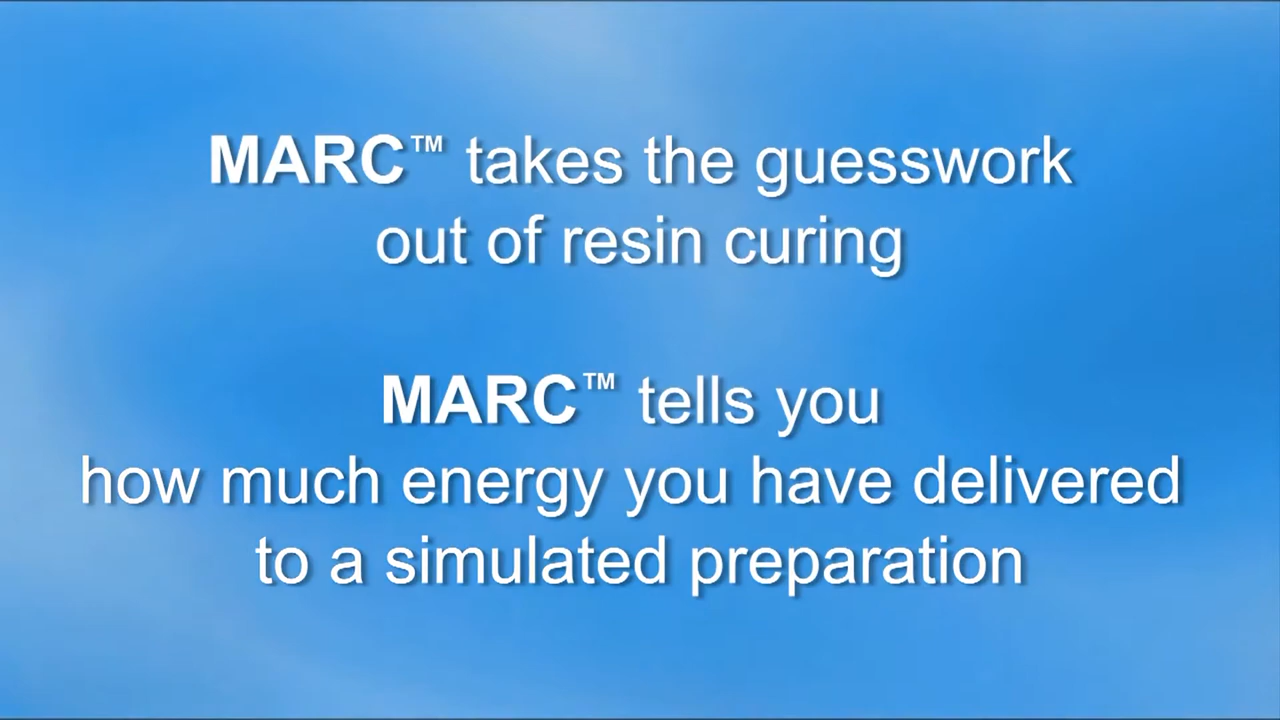 MARC™ takes the guesswork
out of resin curing
MARC™ tells you
how much energy you have delivered
to a simulated preparation